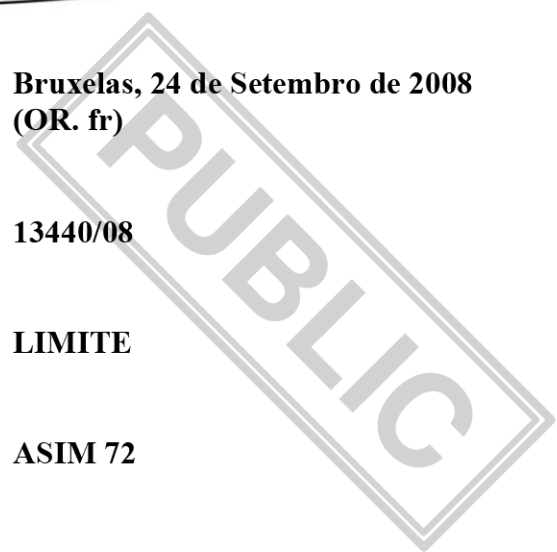 Bruxelas, 24 de Setembro de 2008
(OR. fr)
13440/08
LIMITE
ASIM 72
PUBLIC